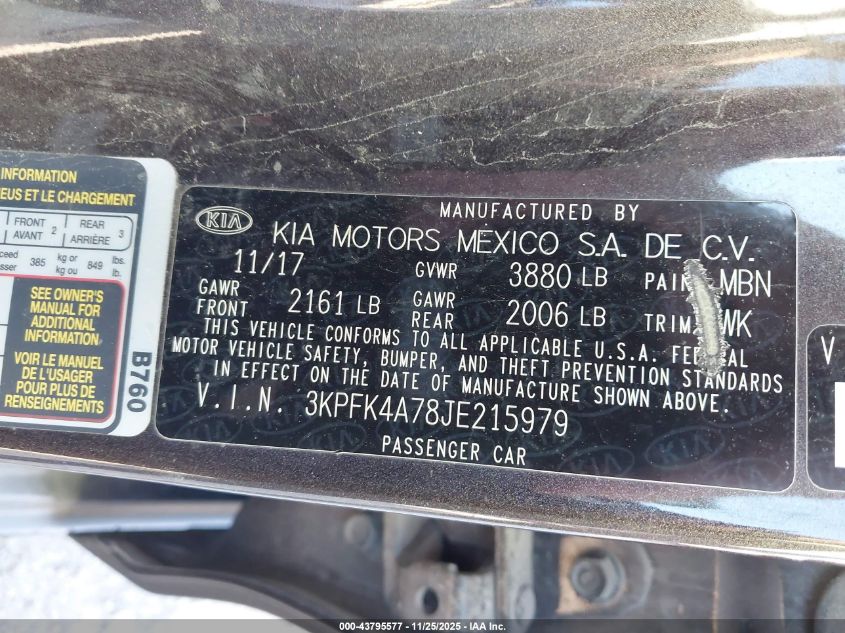 INFORMATION
NEUS ET LE CHARGEMENT
FRONT
AVANT 2
REAR 3
ARRIÈRE
385 kg or 849 lbs.
kg ou lb.
SEE OWNER'S
MANUAL FOR
ADDITIONAL
INFORMATION
VOIR LE MANUEL
DE L'USAGER
POUR PLUS DE
RENSEIGNEMENTS
B760
KIA
MANUFACTURED BY
KIA MOTORS MEXICO S.A. DE C.V.
11/17 GVWR 3880 LB MBN
GAWR
FRONT 2161 LB GAWR
REAR 2006 LB TRIM WK
THIS VEHICLE CONFORMS TO ALL APPLICABLE U.S.A.
MOTOR VEHICLE SAFETY, BUMPER, AND THEFT PREVENTION STANDARDS
IN EFFECT ON THE DATE OF MANUFACTURE SHOWN ABOVE.
V.I.N. 3KPFK4A78JE215979
PASSENGER CAR
V
000-43795577 - 11/25/2025 - IAA Inc.